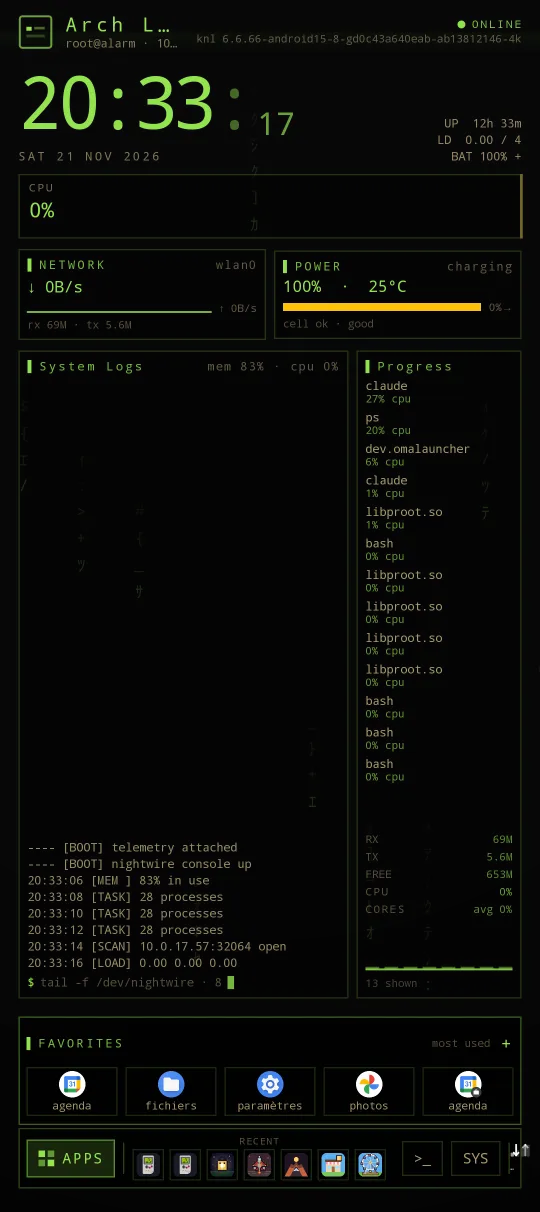 Arch L…
ONLINE
root@alarm · 10…
knl 6.6.66-android15-8-gd0c43a640eab-ab13812146-4k
20:33:17
UP 12h 33m
LD 0.00 / 4
SAT 21 NOV 2026
BAT 100% +
CPU
0%
NETWORK wlan0
↓ 0B/s
↑ 0B/s
rx 69M · tx 5.6M
POWER charging
100% · 25°C
0%→
cell ok · good
System Logs mem 83% · cpu 0%
---- [BOOT] telemetry attached
---- [BOOT] nightwire console up
20:33:06 [MEM ] 83% in use
20:33:08 [TASK] 28 processes
20:33:10 [TASK] 28 processes
20:33:12 [TASK] 28 processes
20:33:14 [SCAN] 10.0.17.57:32064 open
20:33:16 [LOAD] 0.00 0.00 0.00
$ tail -f /dev/nightwire · 8
Progress
claude
27% cpu
ps
20% cpu
dev.omalauncher
6% cpu
claude
1% cpu
libproot.so
1% cpu
bash
0% cpu
libproot.so
0% cpu
libproot.so
0% cpu
libproot.so
0% cpu
libproot.so
0% cpu
bash
0% cpu
bash
0% cpu
bash
0% cpu
RX 69M
TX 5.6M
FREE 653M
CPU 0%
CORES avg 0%
13 shown
FAVORITES most used +
agenda
fichiers
paramètres
photos
agenda
RECENT
APPS
>_
SYS